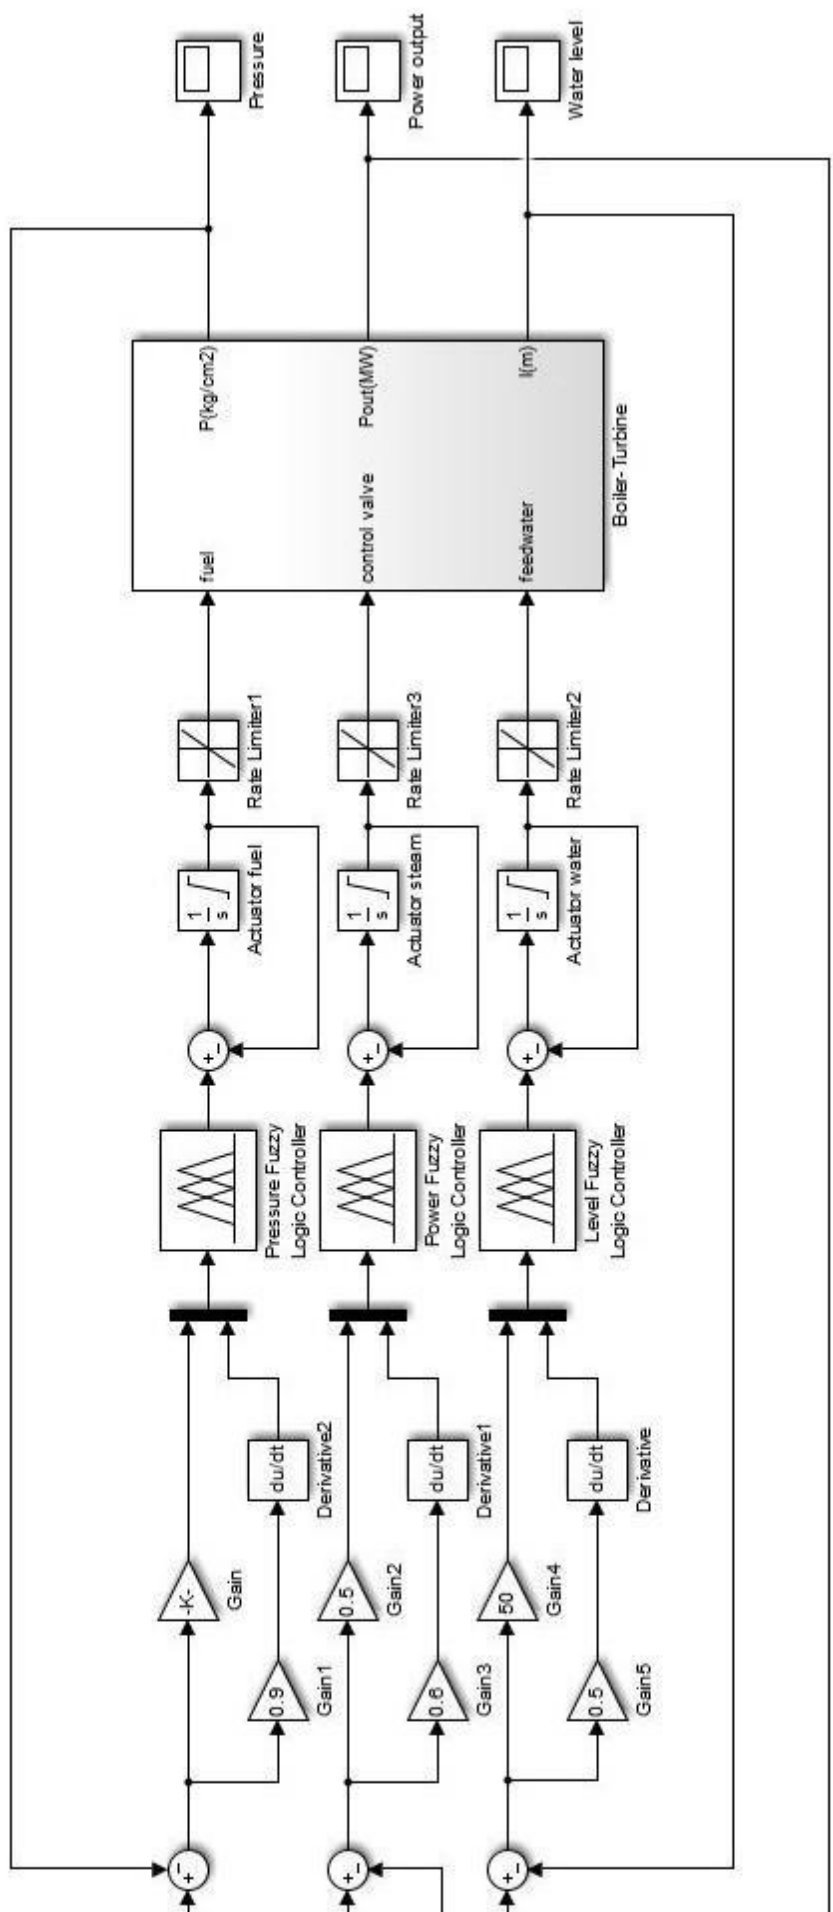 Pressure
Power output
Water level
P(kg/cm2)
Pout(MW)
l(m)
fuel
control valve
feedwater
Boiler-Turbine
Rate Limiter1
Rate Limiter3
Rate Limiter2
1
s
Actuator fuel
1
s
Actuator steam
1
s
Actuator water
+
-
+
-
+
-
Pressure Fuzzy
Logic Controller
Power Fuzzy
Logic Controller
Level Fuzzy
Logic Controller
du/dt
Derivative2
du/dt
Derivative1
du/dt
Derivative
-K-
Gain
0.5
Gain2
50
Gain4
0.9
Gain1
0.6
Gain3
0.5
Gain5
+
-
+
-
+
-